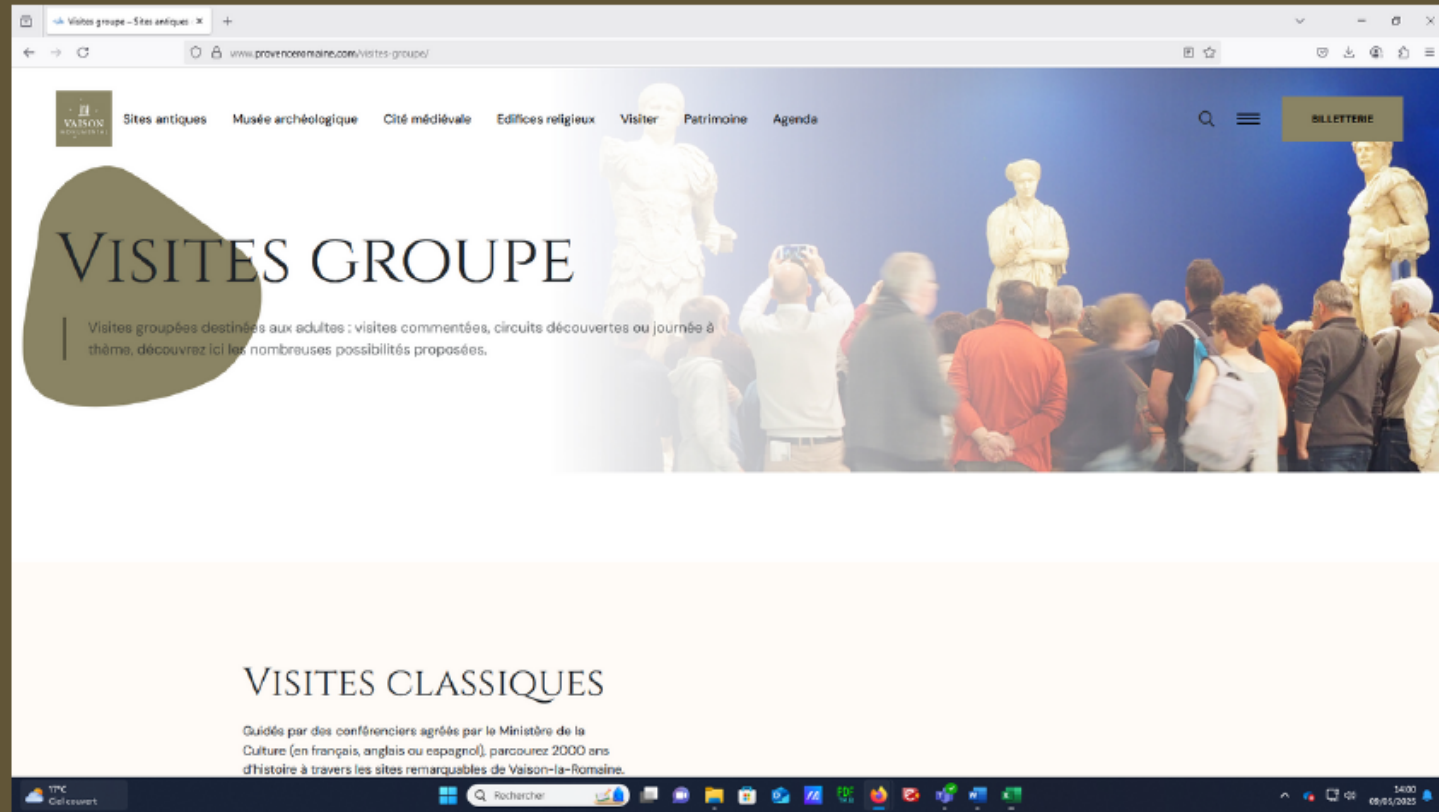 Visites groupe – Sites antiques
www.provenceromaine.com/visites-groupe/
VAISON
Sites antiques
Musée archéologique
Cité médiévale
Edifices religieux
Visiter
Patrimoine
Agenda
BILLETTERIE
VISITES GROUPE
Visites groupées destinées aux adultes : visites commentées, circuits découvertes ou journée à
thème, découvrez ici les nombreuses possibilités proposées.
VISITES CLASSIQUES
Guidés par des conférenciers agréés par le Ministère de la
Culture (en français, anglais ou espagnol), parcourez 2000 ans
d'histoire à travers les sites remarquables de Vaison-la-Romaine.
17°C
Ciel couvert
Rechercher
14:00
09/05/2025